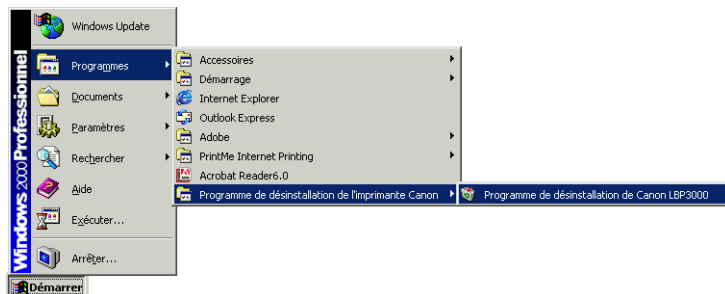 Windows 2000 Professionnel
Windows Update
Programmes
Documents
Paramètres
Rechercher
Aide
Exécuter...
Arrêter...
Démarrer
Accessoires
Démarrage
Internet Explorer
Outlook Express
Adobe
PrintMe Internet Printing
Acrobat Reader6.0
Programme de désinstallation de l'imprimante Canon
Programme de désinstallation de Canon LBP3000